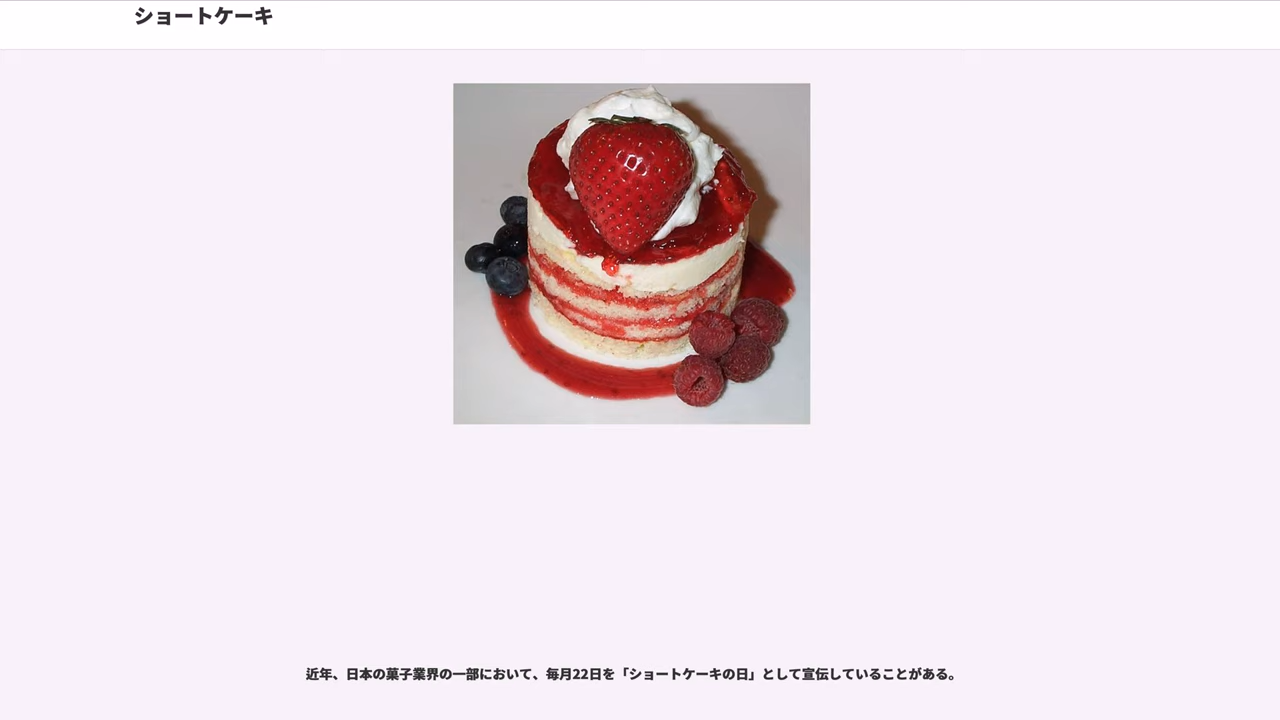 ショートケーキ
近年、日本の菓子業界の一部において、毎月22日を「ショートケーキの日」として宣伝していることがある。